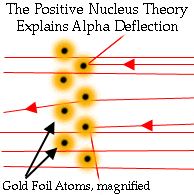 The Positive Nucleus Theory
Explains Alpha Deflection
Gold Foil Atoms, magnified